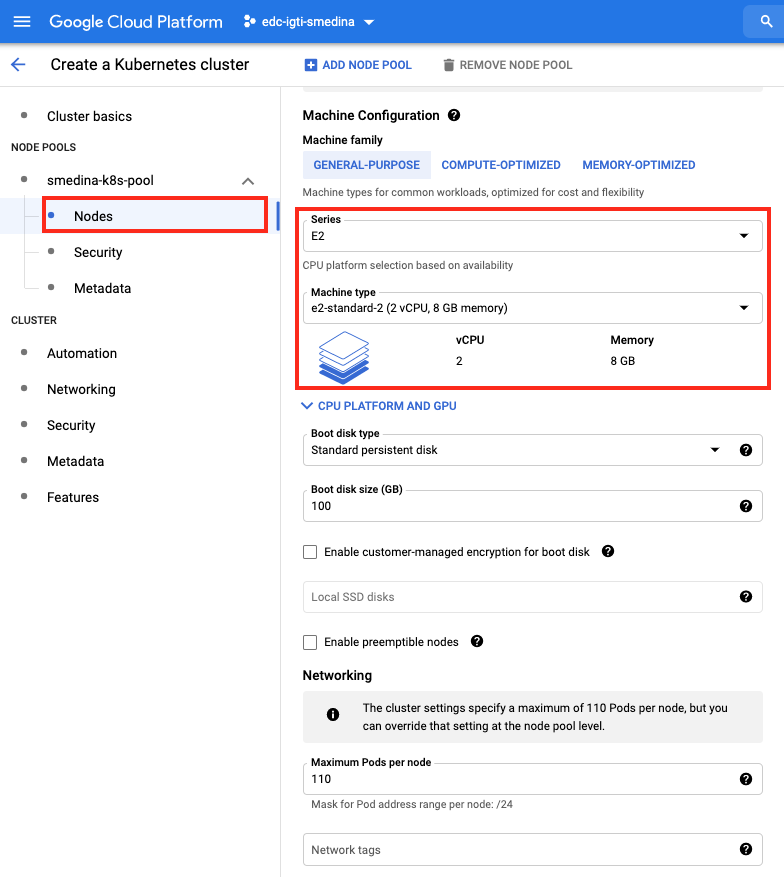 Google Cloud Platform
edc-igti-smedina
Create a Kubernetes cluster
ADD NODE POOL
REMOVE NODE POOL
Cluster basics
NODE POOLS
smedina-k8s-pool
Nodes
Security
Metadata
CLUSTER
Automation
Networking
Security
Metadata
Features
Machine Configuration
Machine family
GENERAL-PURPOSE COMPUTE-OPTIMIZED MEMORY-OPTIMIZED
Machine types for common workloads, optimized for cost and flexibility
Series
E2
CPU platform selection based on availability
Machine type
e2-standard-2 (2 vCPU, 8 GB memory)
vCPU Memory
2 8 GB
CPU PLATFORM AND GPU
Boot disk type
Standard persistent disk
Boot disk size (GB)
100
Enable customer-managed encryption for boot disk
Local SSD disks
Enable preemptible nodes
Networking
The cluster settings specify a maximum of 110 Pods per node, but you
can override that setting at the node pool level.
Maximum Pods per node
110
Mask for Pod address range per node: /24
Network tags